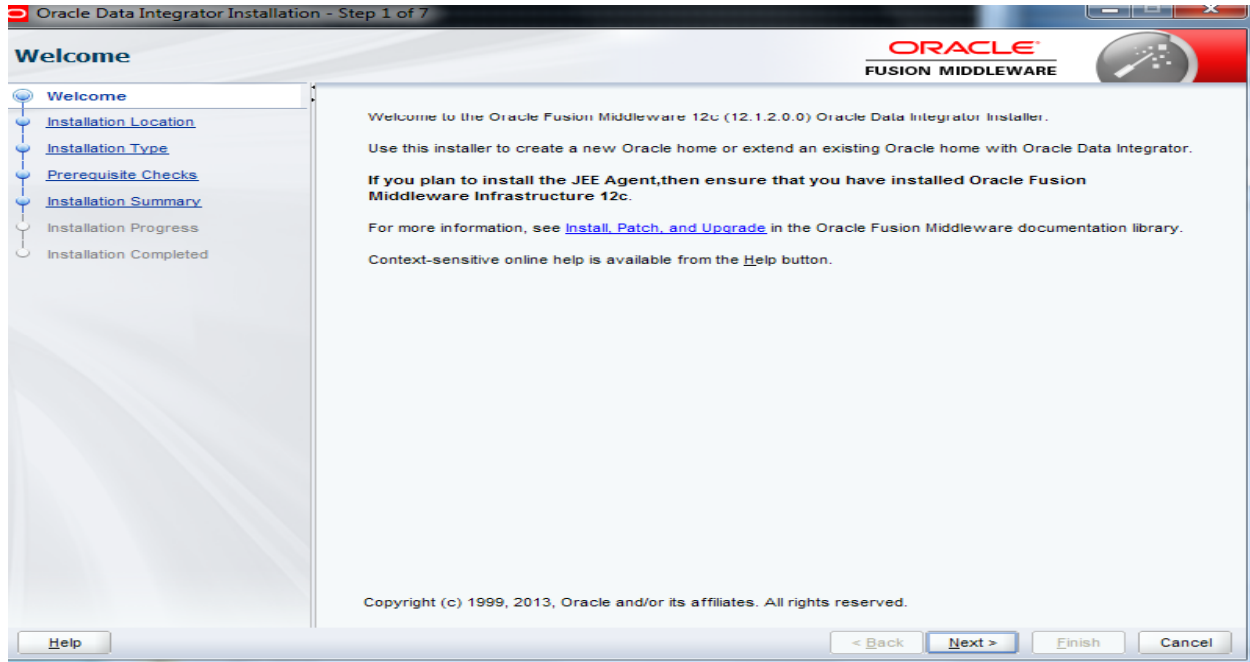 Oracle Data Integrator Installation - Step 1 of 7
Welcome
ORACLE
FUSION MIDDLEWARE
Welcome
Installation Location
Installation Type
Prerequisite Checks
Installation Summary
Installation Progress
Installation Completed
Welcome to the Oracle Fusion Middleware 12c (12.1.2.0.0) Oracle Data Integrator Installer.
Use this installer to create a new Oracle home or extend an existing Oracle home with Oracle Data Integrator.
If you plan to install the JEE Agent,then ensure that you have installed Oracle Fusion
Middleware Infrastructure 12c.
For more information, see Install, Patch, and Upgrade in the Oracle Fusion Middleware documentation library.
Context-sensitive online help is available from the Help button.
Copyright (c) 1999, 2013, Oracle and/or its affiliates. All rights reserved.
Help
< Back Next > Finish Cancel